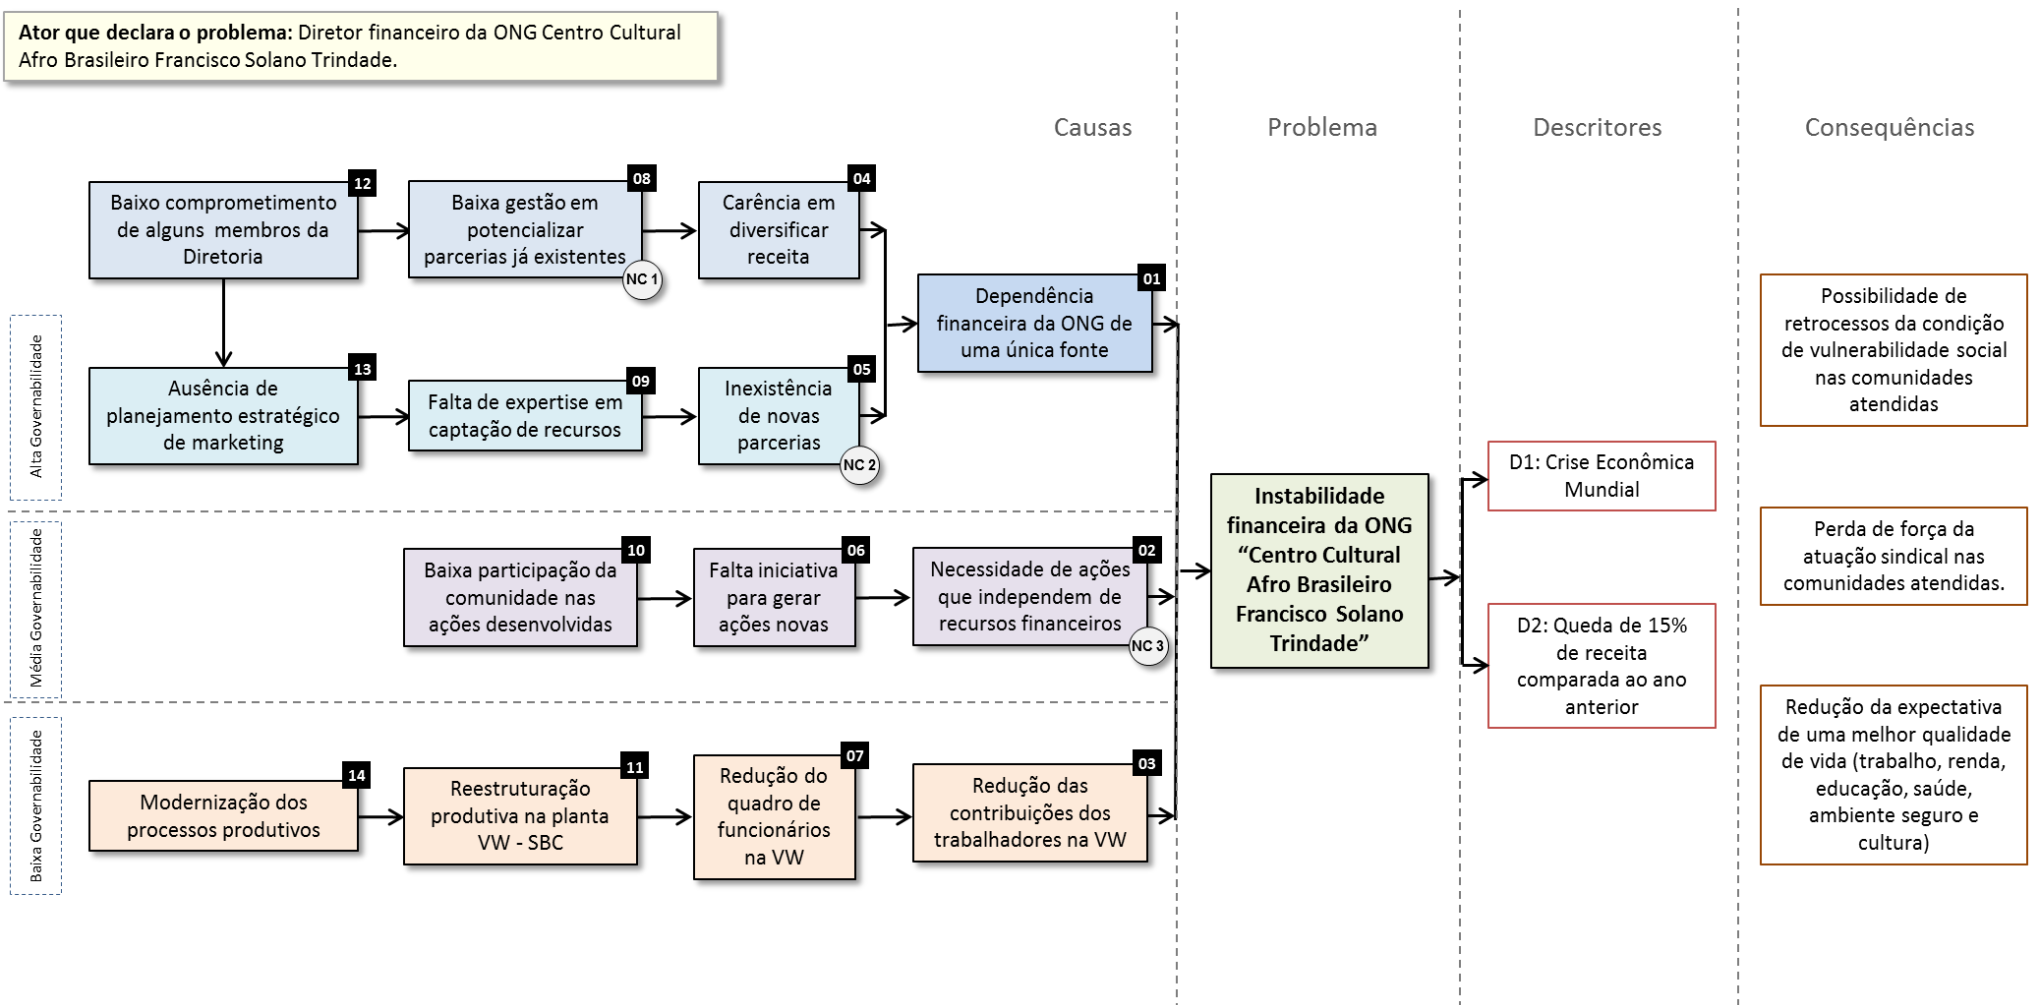 Ator que declara o problema: Diretor financeiro da ONG Centro Cultural
Afro Brasileiro Francisco Solano Trindade.
Causas
Problema
Descritores
Consequências
Alta Governabilidade
12
Baixo comprometimento
de alguns membros da
Diretoria
08
Baixa gestão em
potencializar
parcerias já existentes
NC 1
04
Carência em
diversificar
receita
13
Ausência de
planejamento estratégico
de marketing
09
Falta de expertise em
captação de recursos
05
Inexistência
de novas
parcerias
NC 2
01
Dependência
financeira da ONG de
uma única fonte
Média Governabilidade
10
Baixa participação da
comunidade nas
ações desenvolvidas
06
Falta iniciativa
para gerar
ações novas
02
Necessidade de ações
que independem de
recursos financeiros
NC 3
Baixa Governabilidade
14
Modernização dos
processos produtivos
11
Reestruturação
produtiva na planta
VW - SBC
07
Redução do
quadro de
funcionários
na VW
03
Redução das
contribuições dos
trabalhadores na VW
Instabilidade
financeira da ONG
“Centro Cultural
Afro Brasileiro
Francisco Solano
Trindade”
D1: Crise Econômica
Mundial
D2: Queda de 15%
de receita
comparada ao ano
anterior
Possibilidade de
retrocessos da condição
de vulnerabilidade social
nas comunidades
atendidas
Perda de força da
atuação sindical nas
comunidades atendidas.
Redução da expectativa
de uma melhor qualidade
de vida (trabalho, renda,
educação, saúde,
ambiente seguro e
cultura)